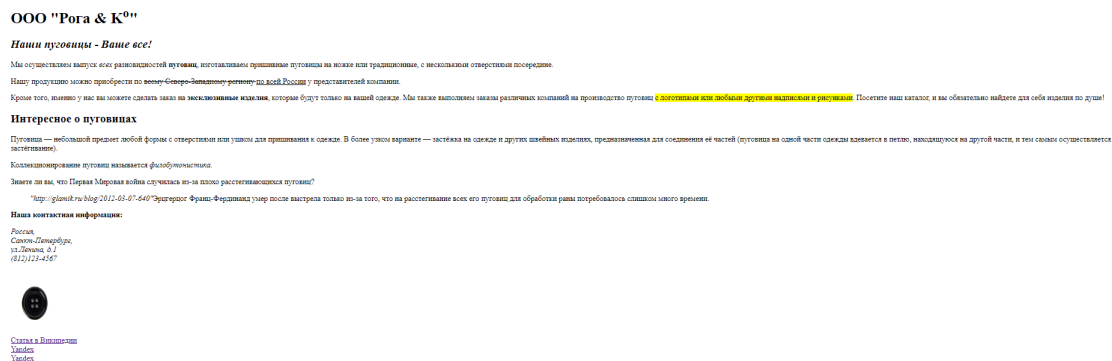 ООО "Рога & Kº"
Наши пуговицы - Ваше все!
Мы осуществляем выпуск всех разновидностей пуговиц, изготавливаем пришивные пуговицы на ножке или традиционные, с несколькими отверстиями посередине.
Нашу продукцию можно приобрести по всему Северо-Западному региону по всей России у представителей компании.
Кроме того, именно у нас вы можете сделать заказ на эксклюзивные изделия, которые будут только на вашей одежде. Мы также выполняем заказы различных компаний на производство пуговиц с логотипами или любыми другими надписями и рисунками. Посетите наш каталог, и вы обязательно найдете для себя изделия по душе!
Интересное о пуговицах
Пуговица — небольшой предмет любой формы с отверстиями или ушком для пришивания к одежде. В более узком варианте — застёжка на одежде и других швейных изделиях, предназначенная для соединения её частей (пуговица на одной части одежды вдевается в петлю, находящуюся на другой части, и тем самым осуществляется
застёгивание).
Коллекционирование пуговиц называется филобутонистика.
Знаете ли вы, что Первая Мировая война случилась из-за плохо расстегивающихся пуговиц?
"http://glamik.ru/blog/2012-03-07-640"Эрцгерцог Франц-Фердинанд умер после выстрела только из-за того, что на расстегивание всех его пуговиц для обработки раны потребовалось слишком много времени.
Наша контактная информация:
Россия,
Санкт-Петербург,
ул.Ленина, д.1
(812)123-4567
Статья в Википедии
Yandex
Yandex